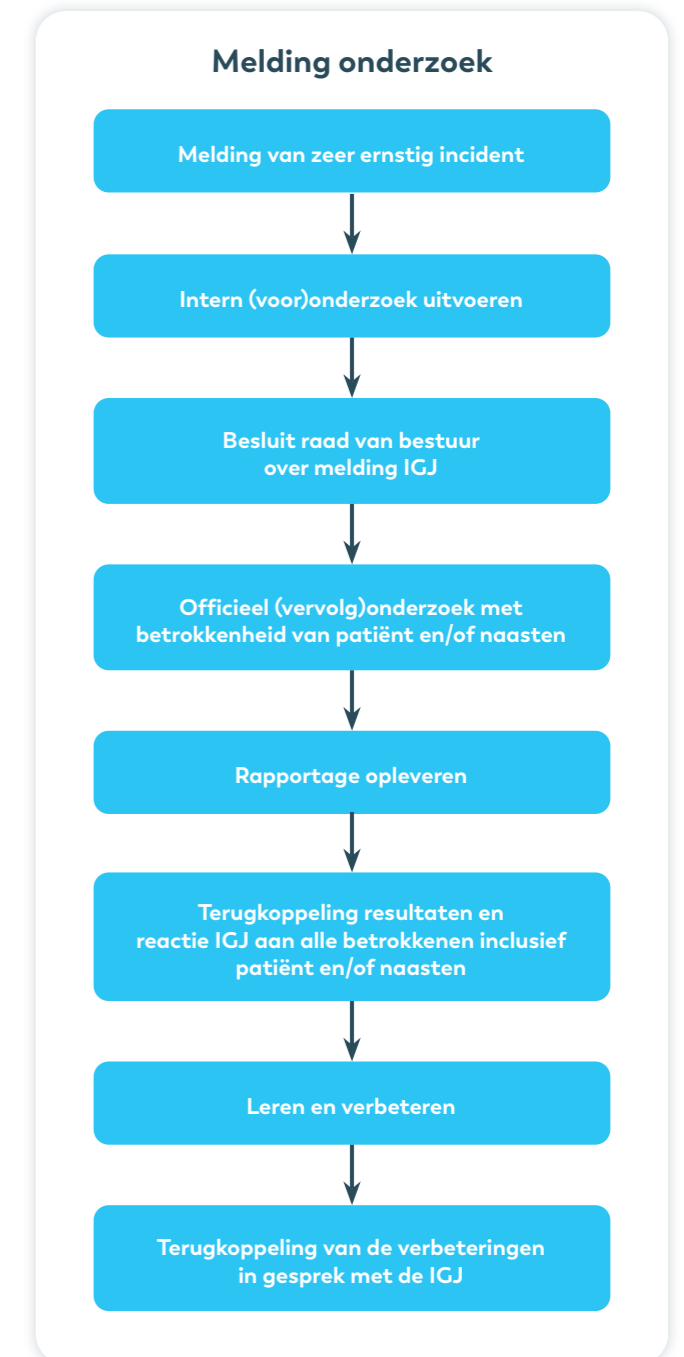 Melding onderzoek
Melding van zeer ernstig incident
Intern (voor)onderzoek uitvoeren
Besluit raad van bestuur
over melding IGJ
Officieel (vervolg)onderzoek met
betrokkenheid van patiënt en/of naasten
Rapportage opleveren
Terugkoppeling resultaten en
reactie IGJ aan alle betrokkenen inclusief
patiënt en/of naasten
Leren en verbeteren
Terugkoppeling van de verbeteringen
in gesprek met de IGJ